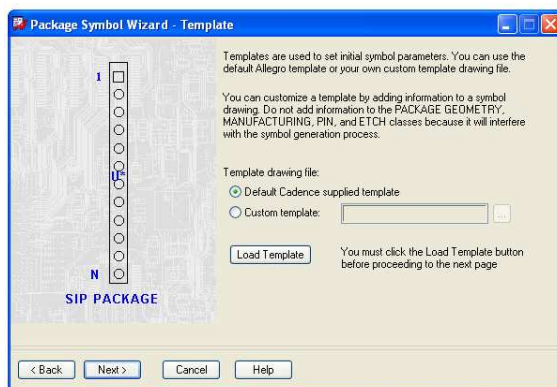 Package Symbol Wizard - Template
1
U*
N
SIP PACKAGE
Templates are used to set initial symbol parameters. You can use the
default Allegro template or your own custom template drawing file.
You can customize a template by adding information to a symbol
drawing. Do not add information to the PACKAGE GEOMETRY,
MANUFACTURING, PIN, and ETCH classes because it will interfere
with the symbol generation process.
Template drawing file:
Default Cadence supplied template
Custom template:
...
Load Template
You must click the Load Template button
before proceeding to the next page
< Back
Next >
Cancel
Help